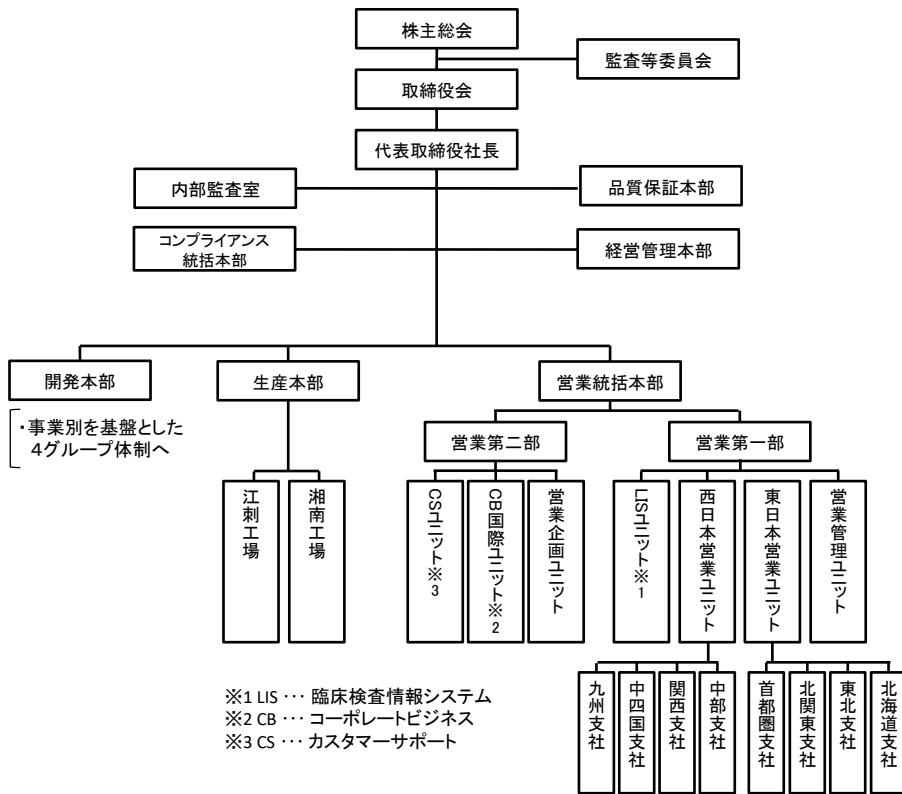 株主総会
監査等委員会
取締役会
代表取締役社長
内部監査室
品質保証本部
コンプライアンス
統括本部
経営管理本部
開発本部
生産本部
営業統括本部
・事業別を基盤とした
4グループ体制へ
営業第二部
営業第一部
江刺工場
湘南工場
CSユニット※3
CB国際ユニット※2
営業企画ユニット
LISユニット※1
西日本営業ユニット
東日本営業ユニット
営業管理ユニット
九州支社
中四国支社
関西支社
中部支社
首都圏支社
北関東支社
東北支社
北海道支社
※1 LIS ・・・ 臨床検査情報システム
※2 CB ・・・ コーポレートビジネス
※3 CS ・・・ カスタマーサポート